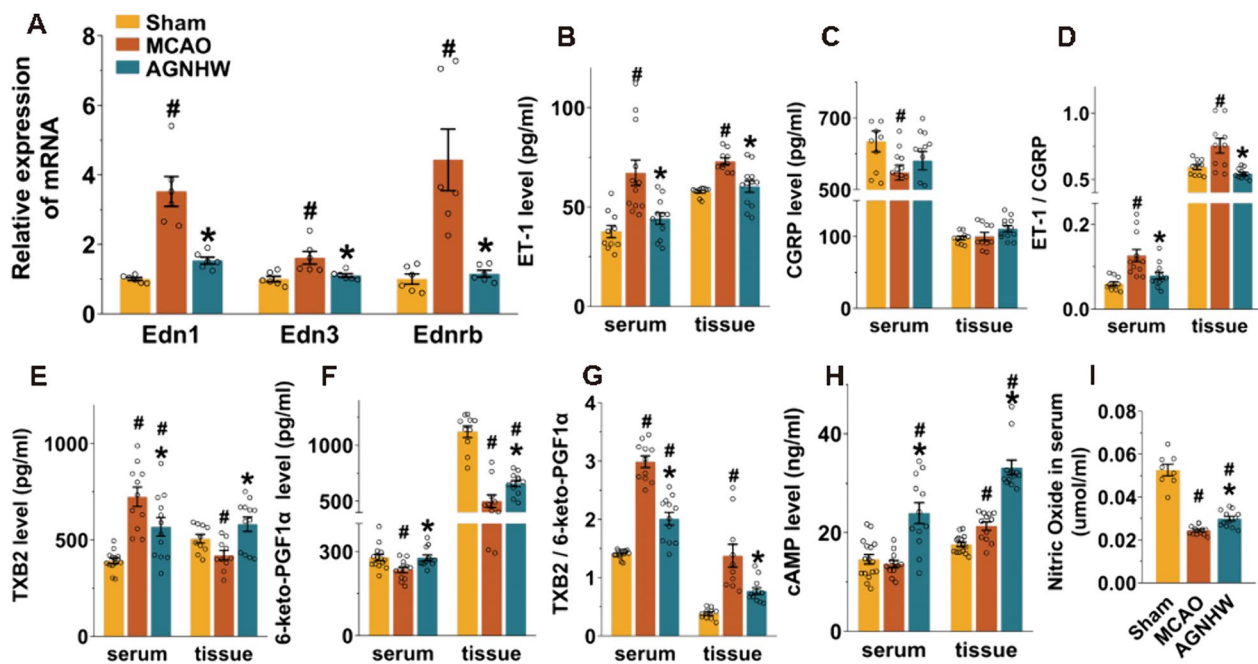 A
Sham
MCAO
AGNHW
Relative expression
of mRNA
8
6
4
2
0
#
*
#
*
#
*
Edn1 Edn3 Ednrb
B
ET-1 level (pg/ml)
100
50
0
#
*
#
*
serum tissue
C
CGRP level (pg/ml)
700
500
100
0
#
serum tissue
D
ET-1 / CGRP
1.0
0.5
0.2
0.1
0.0
#
*
#
*
serum tissue
E
TXB2 level (pg/ml)
1000
500
0
#
#
*
#
*
serum tissue
F
6-keto-PGF1α level (pg/ml)
1000
500
300
0
#
*
#
#
*
serum tissue
G
TXB2 / 6-keto-PGF1α
4
3
2
1
0
#
#
*
#
*
serum tissue
H
cAMP level (ng/ml)
40
20
0
#
*
#
#
*
serum tissue
I
Nitric Oxide in serum
(umol/ml)
0.08
0.06
0.04
0.02
0.00
#
#
*
Sham
MCAO
AGNHW